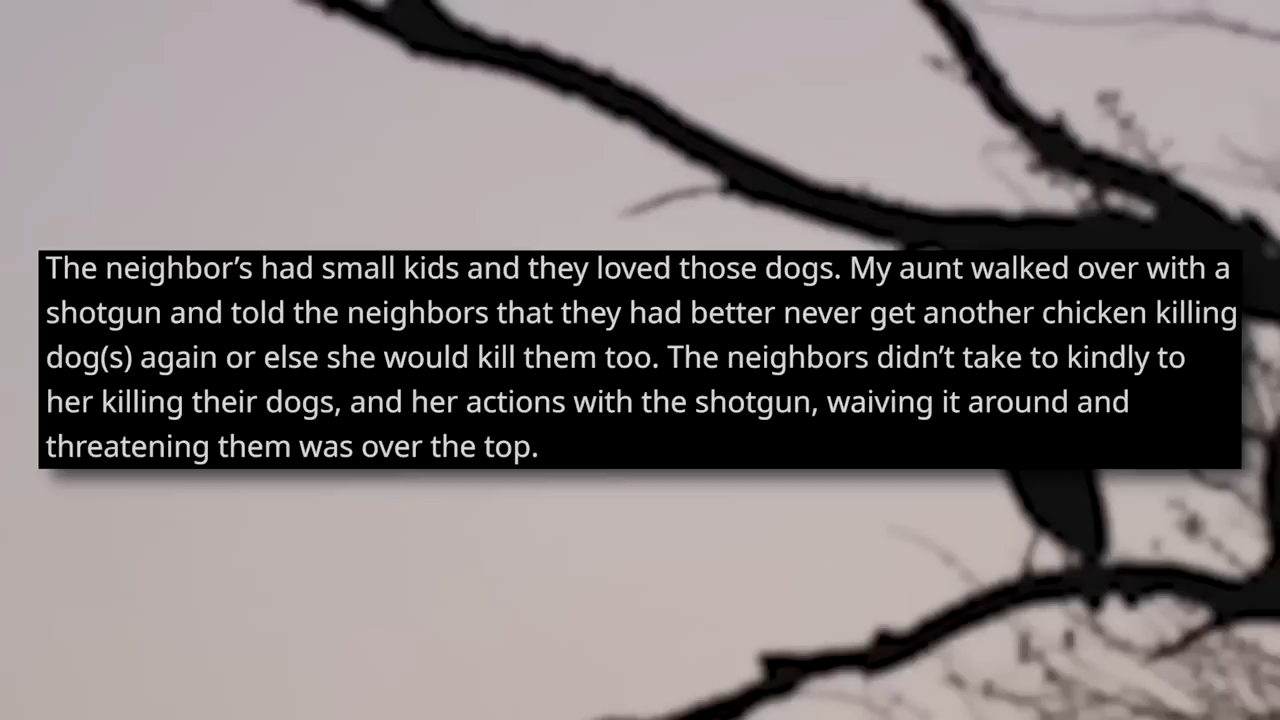 The neighbor’s had small kids and they loved those dogs. My aunt walked over with a
shotgun and told the neighbors that they had better never get another chicken killing
dog(s) again or else she would kill them too. The neighbors didn’t take to kindly to
her killing their dogs, and her actions with the shotgun, waiving it around and
threatening them was over the top.